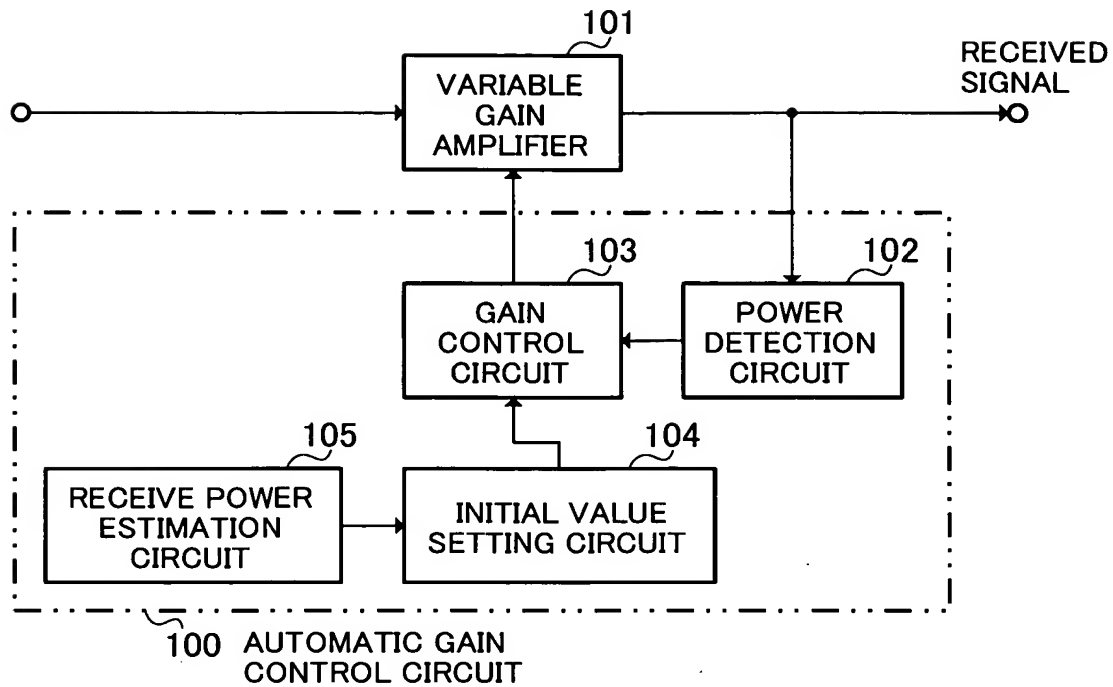 101
VARIABLE
GAIN
AMPLIFIER
RECEIVED
SIGNAL
103
GAIN
CONTROL
CIRCUIT
102
POWER
DETECTION
CIRCUIT
105
RECEIVE POWER
ESTIMATION
CIRCUIT
104
INITIAL VALUE
SETTING CIRCUIT
100 AUTOMATIC GAIN
CONTROL CIRCUIT